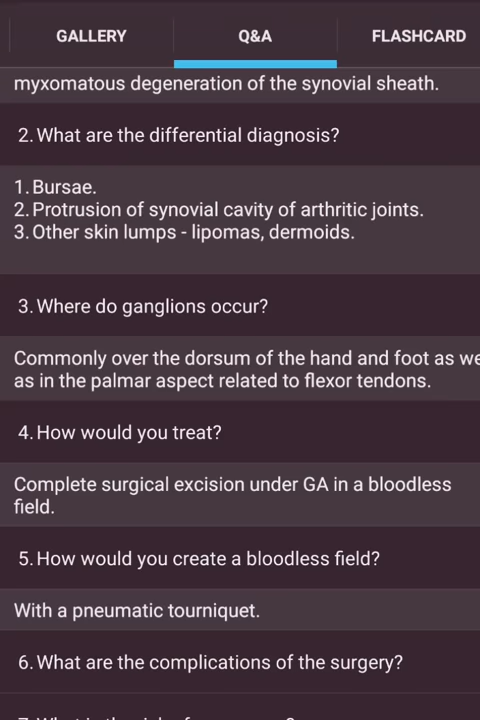 GALLERY Q&A FLASHCARD
myxomatous degeneration of the synovial sheath.
2. What are the differential diagnosis?
1. Bursae.
2. Protrusion of synovial cavity of arthritic joints.
3. Other skin lumps - lipomas, dermoids.
3. Where do ganglions occur?
Commonly over the dorsum of the hand and foot as we
as in the palmar aspect related to flexor tendons.
4. How would you treat?
Complete surgical excision under GA in a bloodless
field.
5. How would you create a bloodless field?
With a pneumatic tourniquet.
6. What are the complications of the surgery?